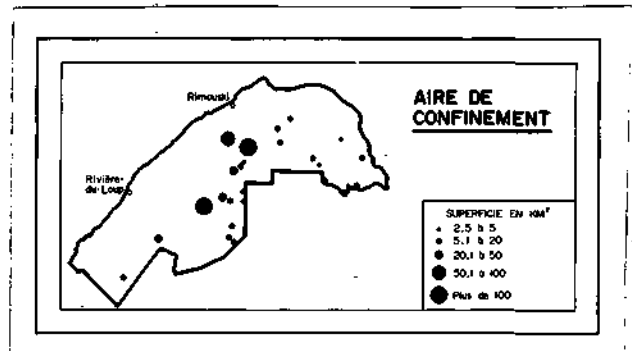 Rimouski
AIRE DE
CONFINEMENT
Rivière-
du-Loup
SUPERFICIE EN KM²
2,5 à 5
5,1 à 20
20,1 à 50
50,1 à 100
Plus de 100